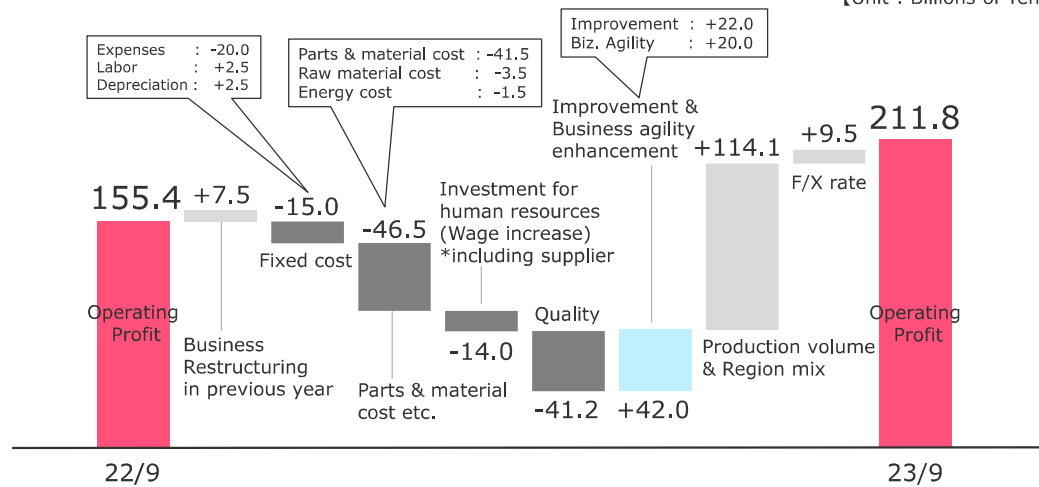 【Unit : Billions of Yen
Expenses : -20.0
Labor : +2.5
Depreciation : +2.5
Parts & material cost : -41.5
Raw material cost : -3.5
Energy cost : -1.5
Improvement : +22.0
Biz. Agility : +20.0
155.4
+7.5
-15.0
-46.5
Investment for
human resources
(Wage increase)
*including supplier
Improvement &
Business agility
enhancement
+114.1
+9.5
211.8
F/X rate
Fixed cost
Operating
Profit
Business
Restructuring
in previous year
Parts & material
cost etc.
-14.0
Quality
-41.2
+42.0
Production volume
& Region mix
Operating
Profit
22/9
23/9